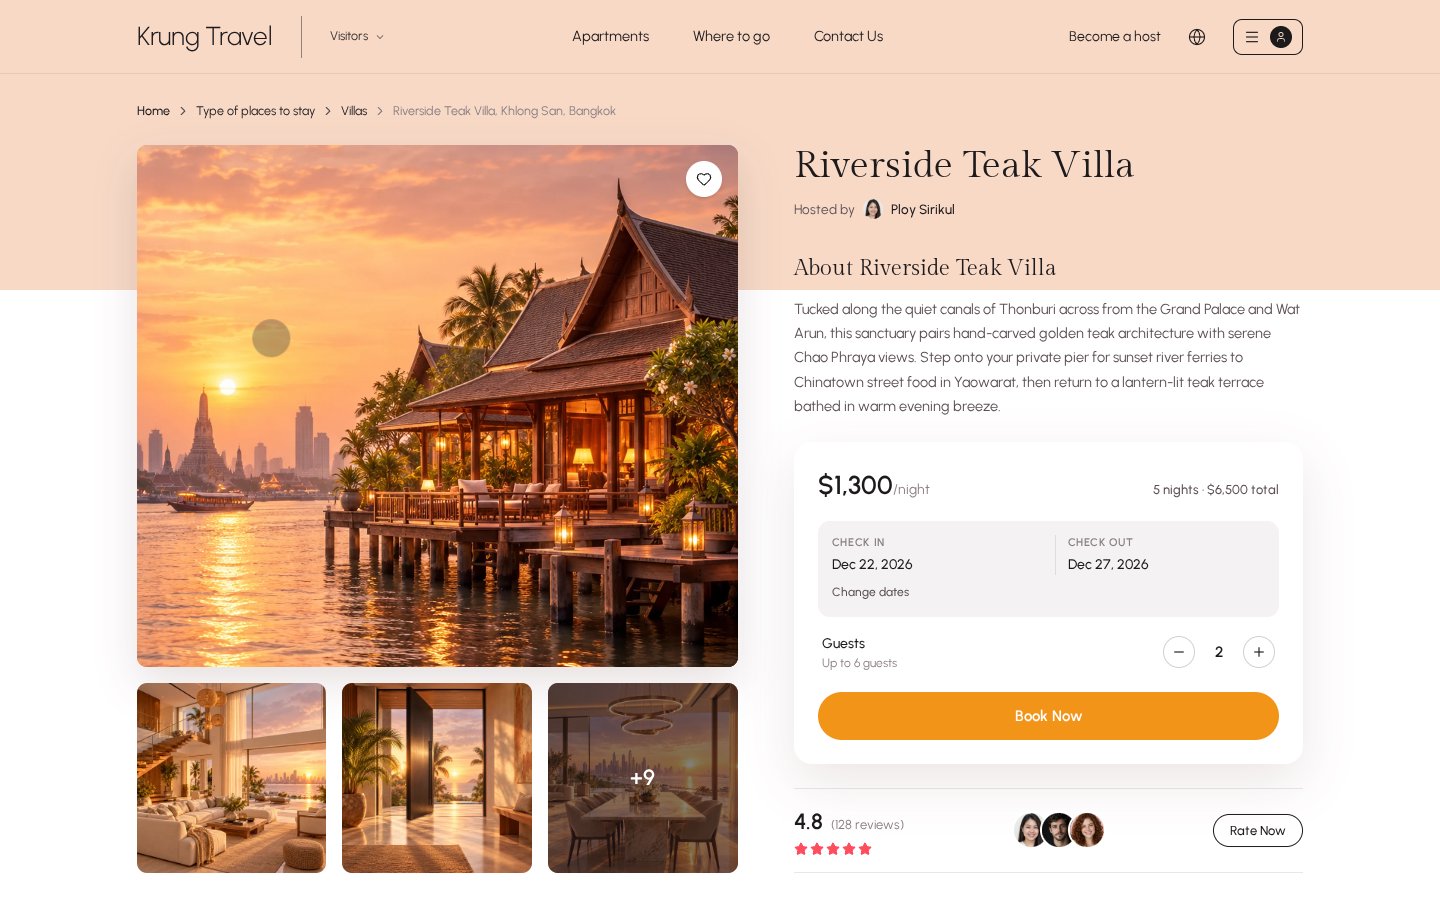 Krung Travel
Visitors
Apartments
Where to go
Contact Us
Become a host
Home
Type of places to stay
Villas
Riverside Teak Villa, Khlong San, Bangkok
Riverside Teak Villa
Hosted by Ploy Sirikul
About Riverside Teak Villa
Tucked along the quiet canals of Thonburi across from the Grand Palace and Wat
Arun, this sanctuary pairs hand-carved golden teak architecture with serene
Chao Phraya views. Step onto your private pier for sunset river ferries to
Chinatown street food in Yaowarat, then return to a lantern-lit teak terrace
bathed in warm evening breeze.
$1,300/night
5 nights · $6,500 total
CHECK IN
Dec 22, 2026
Change dates
CHECK OUT
Dec 27, 2026
Guests
Up to 6 guests
2
Book Now
+9
4.8 (128 reviews)
Rate Now